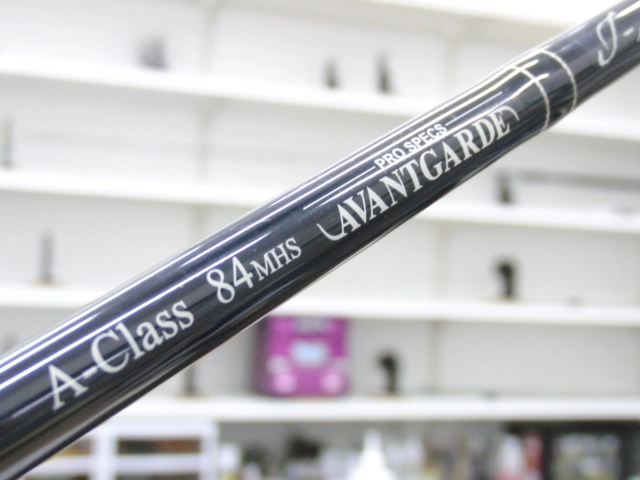 A-Class 84MHS
PRO SPECS
AVANTGARDE